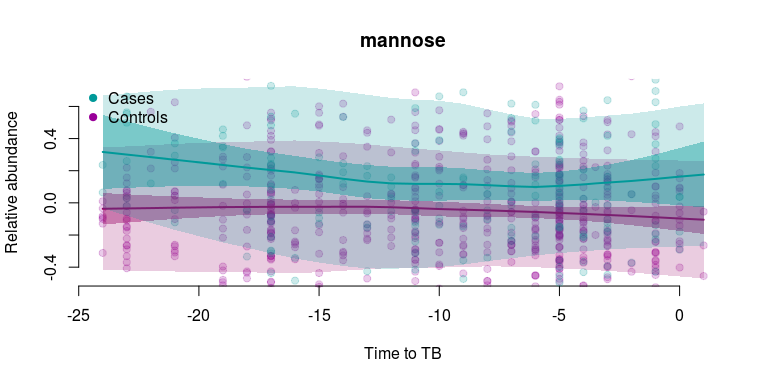 mannose
Cases
Controls
Relative abundance
0.4
0.0
-0.4
-25 -20 -15 -10 -5 0
Time to TB